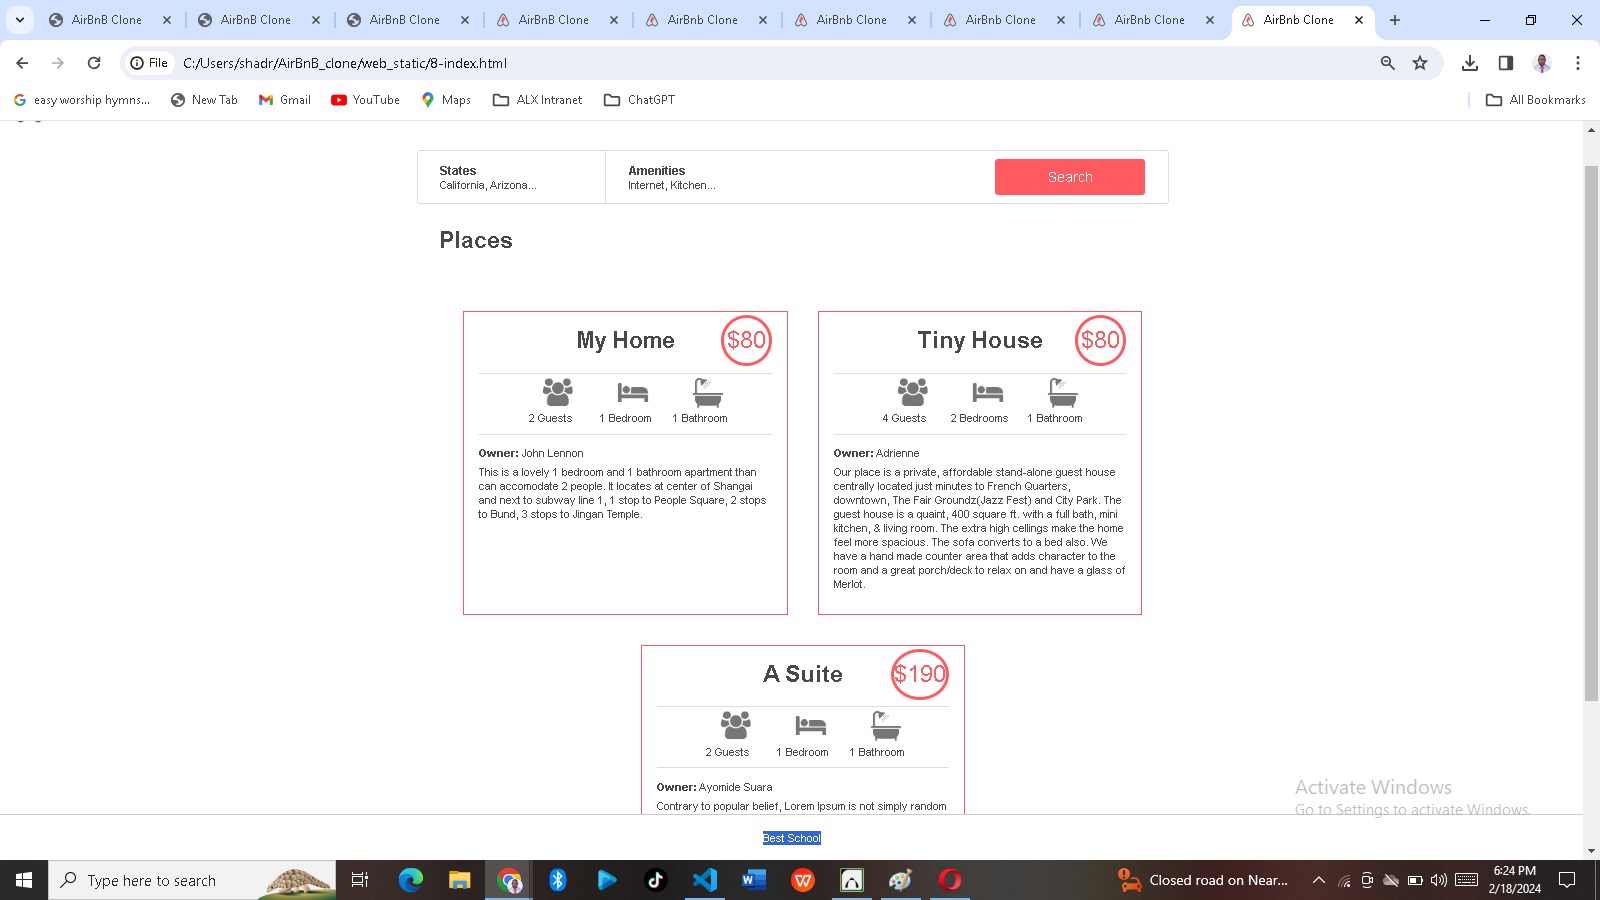 AirBnB Clone
AirBnB Clone
AirBnB Clone
AirBnb Clone
AirBnb Clone
AirBnb Clone
AirBnb Clone
AirBnb Clone
AirBnb Clone
File
C:/Users/shadr/AirBnB_clone/web_static/8-index.html
easy worship hymns...
New Tab
Gmail
YouTube
Maps
ALX Intranet
ChatGPT
All Bookmarks
States
California, Arizona...
Amenities
Internet, Kitchen...
Search
Places
My Home
$80
2 Guests
1 Bedroom
1 Bathroom
Owner: John Lennon
This is a lovely 1 bedroom and 1 bathroom apartment than
can accomodate 2 people. It locates at center of Shangai
and next to subway line 1, 1 stop to People Square, 2 stops
to Bund, 3 stops to Jingan Temple.
Tiny House
$80
4 Guests
2 Bedrooms
1 Bathroom
Owner: Adrienne
Our place is a private, affordable stand-alone guest house
centrally located just minutes to French Quarters,
downtown, The Fair Groundz(Jazz Fest) and City Park. The
guest house is a quaint, 400 square ft. with a full bath, mini
kitchen, & living room. The extra high cellings make the home
feel more spacious. The sofa converts to a bed also. We
have a hand made counter area that adds character to the
room and a great porch/deck to relax on and have a glass of
Merlot.
A Suite
$190
2 Guests
1 Bedroom
1 Bathroom
Owner: Ayomide Suara
Contrary to popular belief, Lorem Ipsum is not simply random
Activate Windows
Go to Settings to activate Windows.
Best School
Type here to search
Closed road on Near...
6:24 PM
2/18/2024